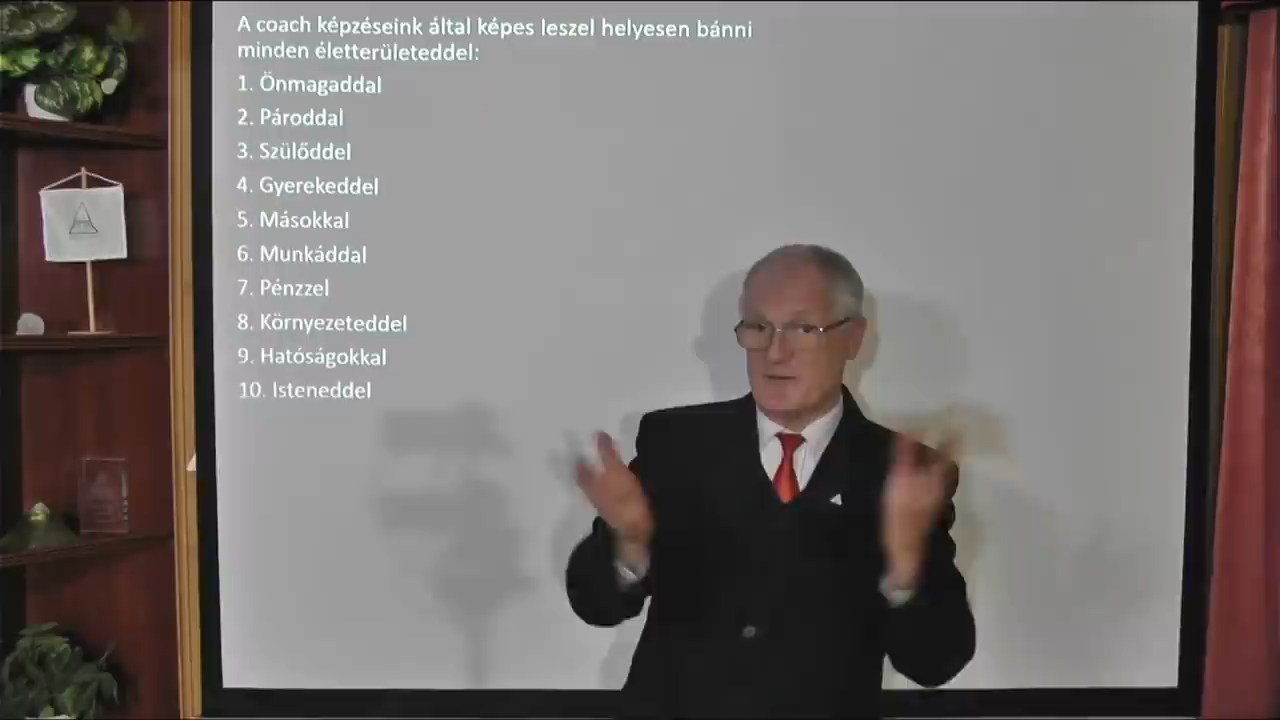 A coach képzéseink által képes leszel helyesen bánni
minden életterületeddel:
1. Önmagaddal
2. Pároddal
3. Szülőddel
4. Gyerekeddel
5. Másokkal
6. Munkáddal
7. Pénzzel
8. Környezeteddel
9. Hatóságokkal
10. Isteneddel